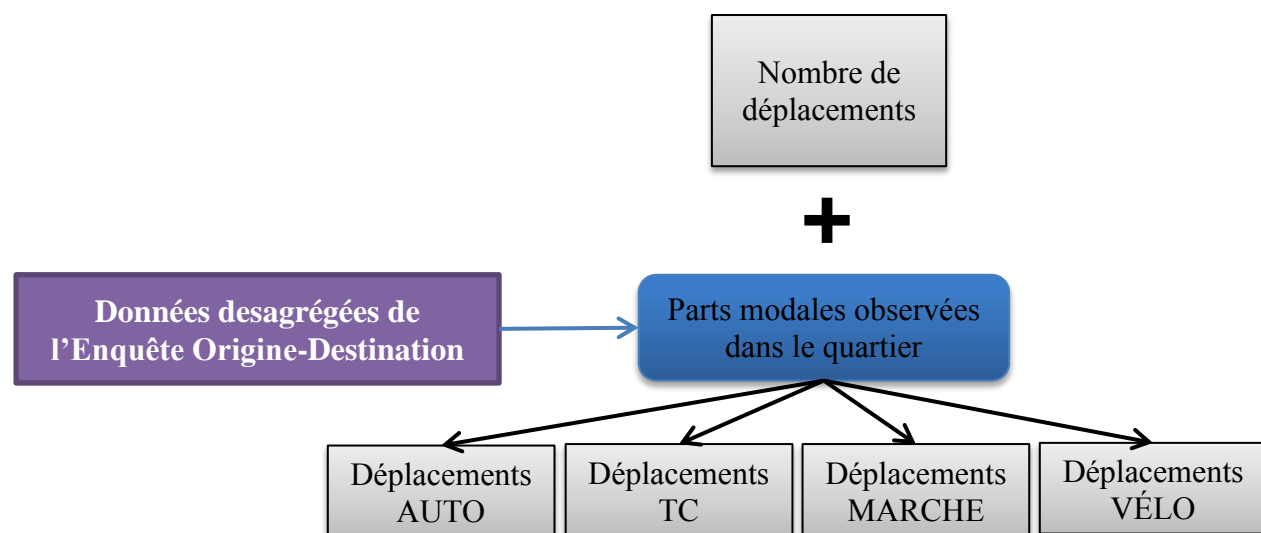 Nombre de
déplacements
+
Données desagrégées de
l'Enquête Origine-Destination
Parts modales observées
dans le quartier
Déplacements
AUTO
Déplacements
TC
Déplacements
MARCHE
Déplacements
VÉLO